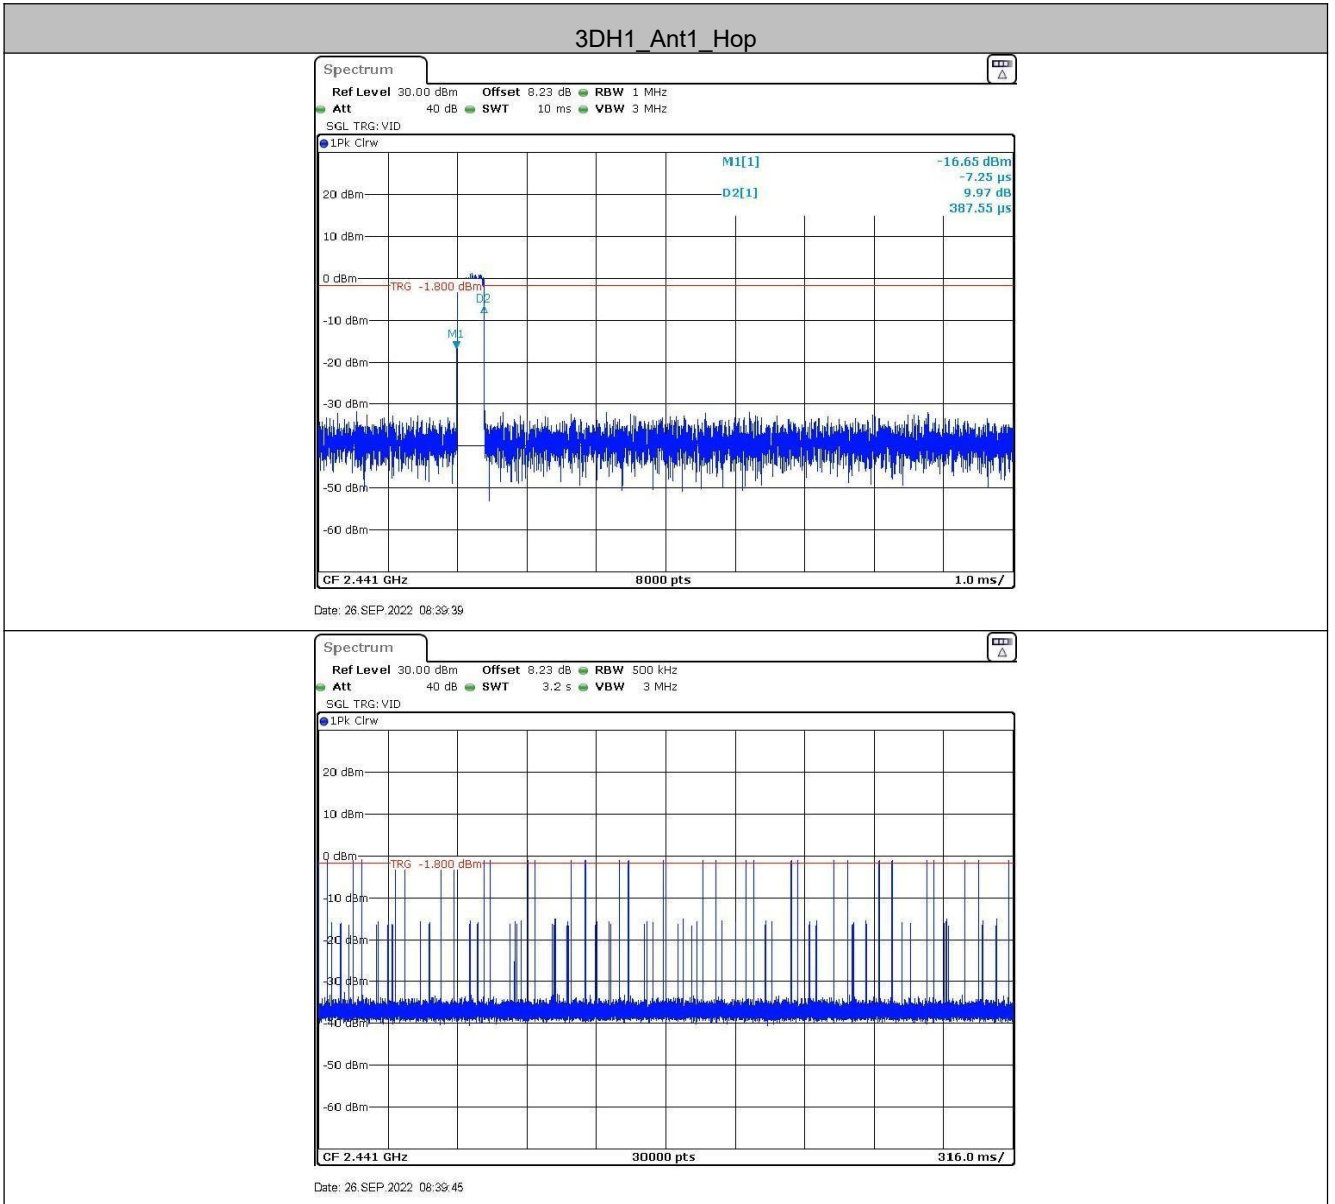 3DH1_Ant1_Hop
Spectrum
Ref Level 30.00 dBm Offset 8.23 dB RBW 1 MHz
Att 40 dB SWT 10 ms VBW 3 MHz
SGL TRG: VID
1Pk Clrw
M1[1] -16.65 dBm
-7.25 µs
20 dBm D2[1] 9.97 dB
387.55 µs
10 dBm
0 dBm
TRG -1.800 dBm
D2
-10 dBm
M1
-20 dBm
-30 dBm
-50 dBm
-60 dBm
CF 2.441 GHz 8000 pts 1.0 ms/
Date: 26.SEP.2022 08:39:39
Spectrum
Ref Level 30.00 dBm Offset 8.23 dB RBW 500 kHz
Att 40 dB SWT 3.2 s VBW 3 MHz
SGL TRG: VID
1Pk Clrw
20 dBm
10 dBm
0 dBm
TRG -1.800 dBm
-10 dBm
-20 dBm
-30 dBm
-40 dBm
-50 dBm
-60 dBm
CF 2.441 GHz 30000 pts 316.0 ms/
Date: 26.SEP.2022 08:39:45